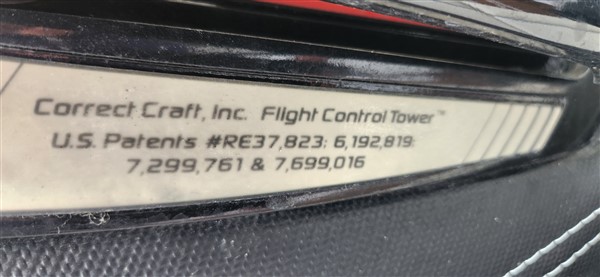 Correct Craft, Inc. Flight Control Tower™
U.S. Patents #RE37,823; 6,192,819;
7,299,761 & 7,699,016